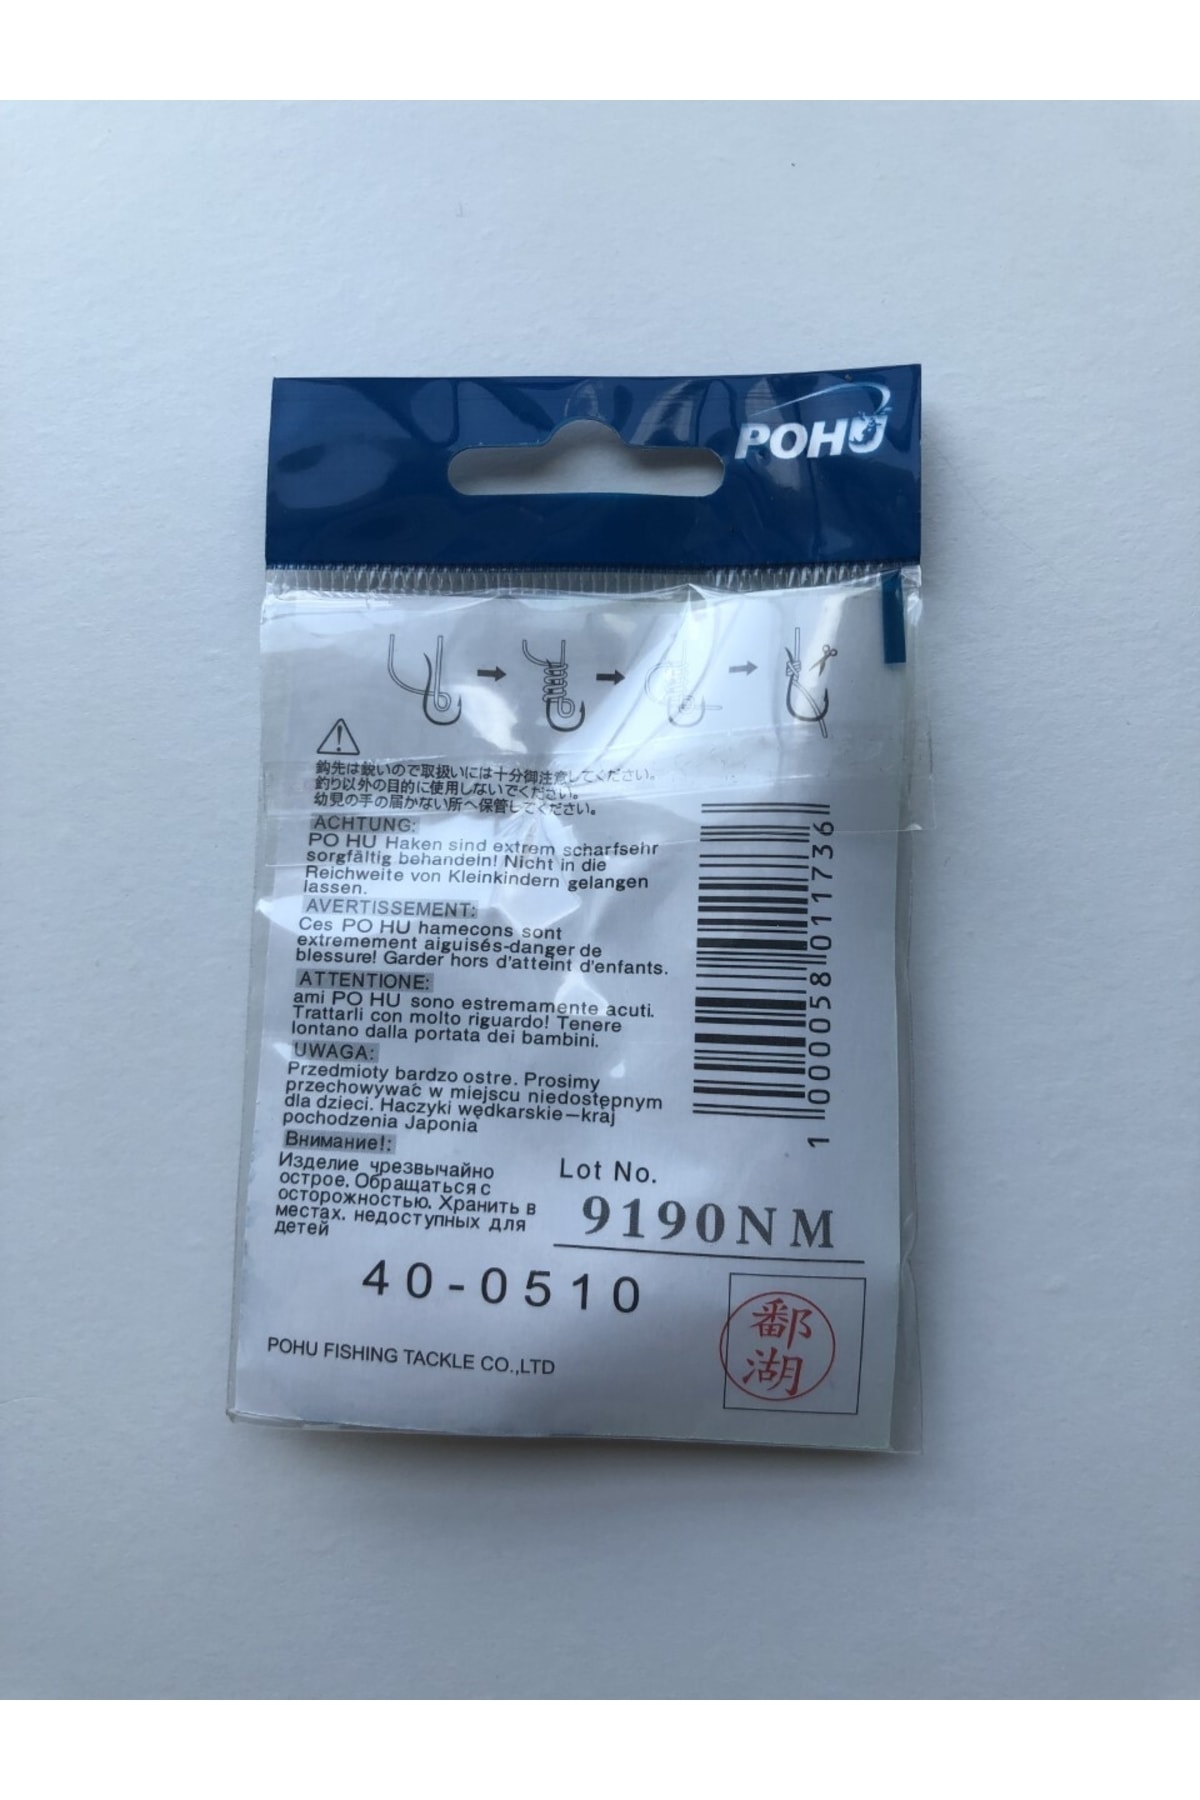 POHU
鈎先は鋭いので取扱いには十分御注意してください。
釣り以外の目的に使用しないでください。
幼児の手の届かない所へ保管してください。
ACHTUNG:
PO HU Haken sind extrem scharfsehr
sorgfältig behandeln! Nicht in die
Reichweite von Kleinkindern gelangen
lassen.
AVERTISSEMENT:
Ces PO HU hamecons sont
extremement aiguisés-danger de
blessure! Garder hors d'atteint d'enfants.
ATTENTIONE:
ami PO HU sono estremamente acuti.
Trattarli con molto riguardo! Tenere
lontano dalla portata dei bambini.
UWAGA:
Przedmioty bardzo ostre. Prosimy
przechowywać w miejscu niedostępnym
dla dzieci. Haczyki wędkarskie—kraj
pochodzenia Japonia
Внимание!:
Изделие чрезвычайно
острое. Обращаться с
осторожностью. Хранить в
местах. недоступных для
детей
1000058011736
Lot No.
9190NM
40-0510
POHU FISHING TACKLE CO.,LTD
鄱
湖